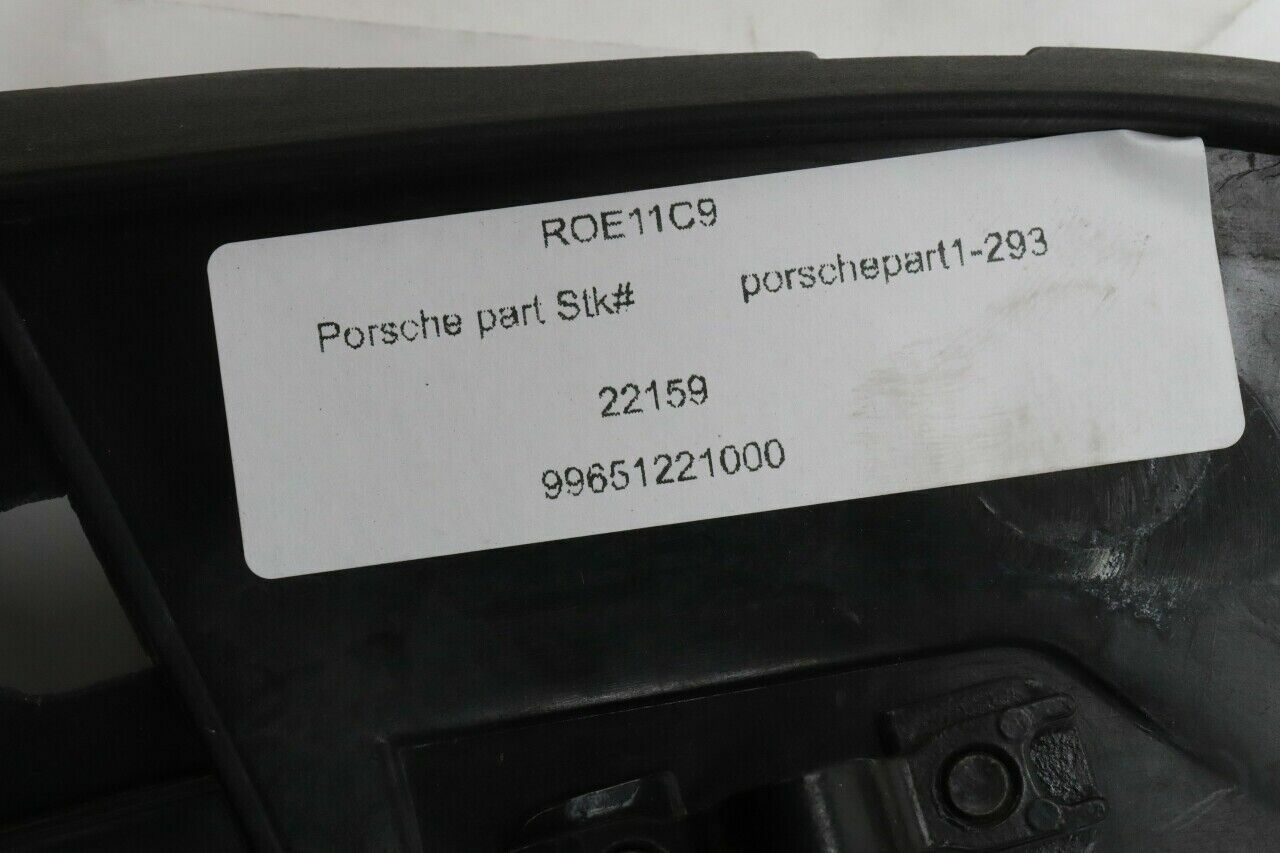 ROE11C9
Porsche part Stk# porschepart1-293
22159
99651221000